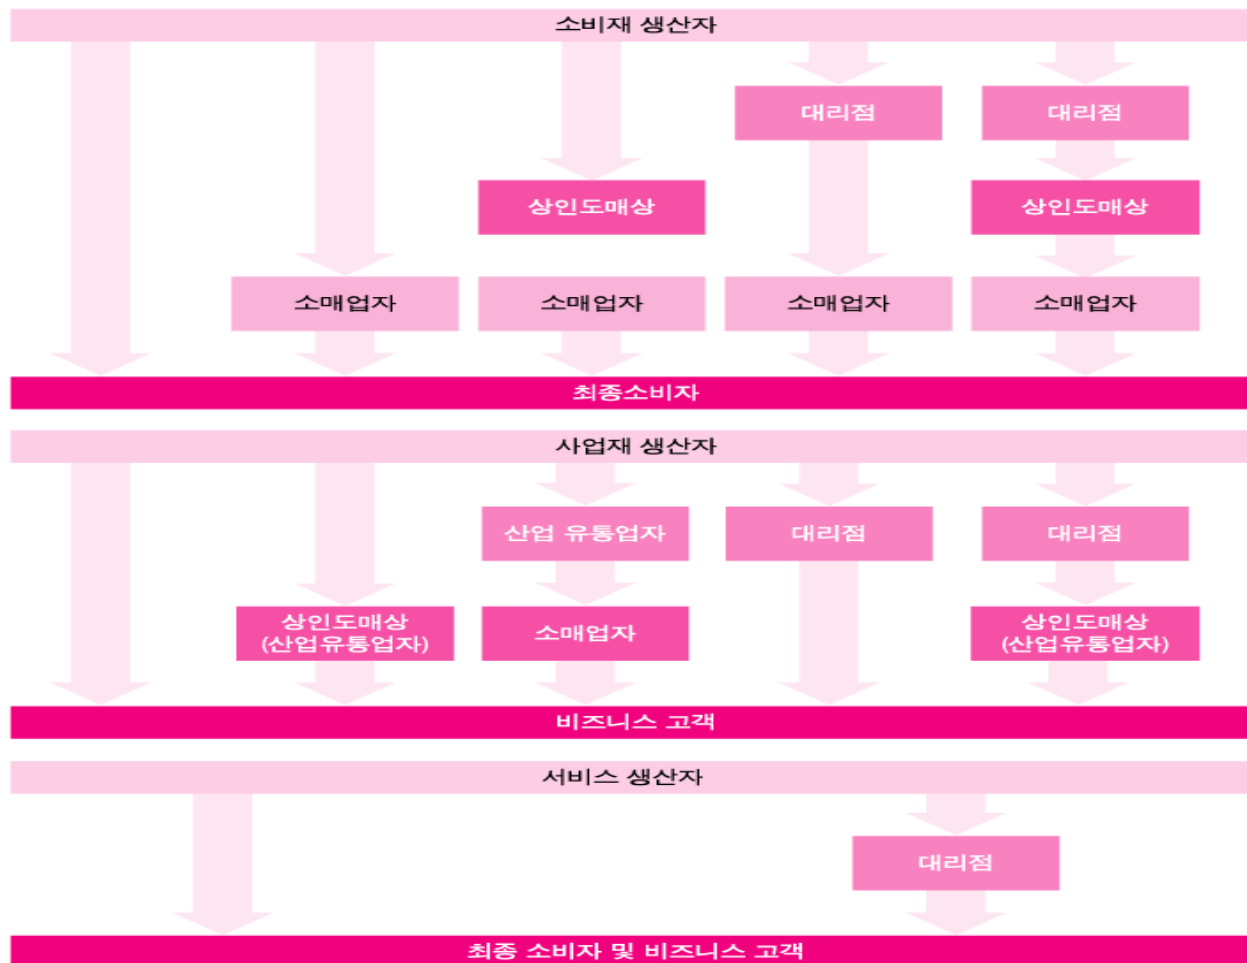 소비재 생산자
대리점
대리점
상인도매상
상인도매상
소매업자
소매업자
소매업자
소매업자
최종소비자
사업재 생산자
산업 유통업자
대리점
대리점
상인도매상
(산업유통업자)
소매업자
상인도매상
(산업유통업자)
비즈니스 고객
서비스 생산자
대리점
최종 소비자 및 비즈니스 고객